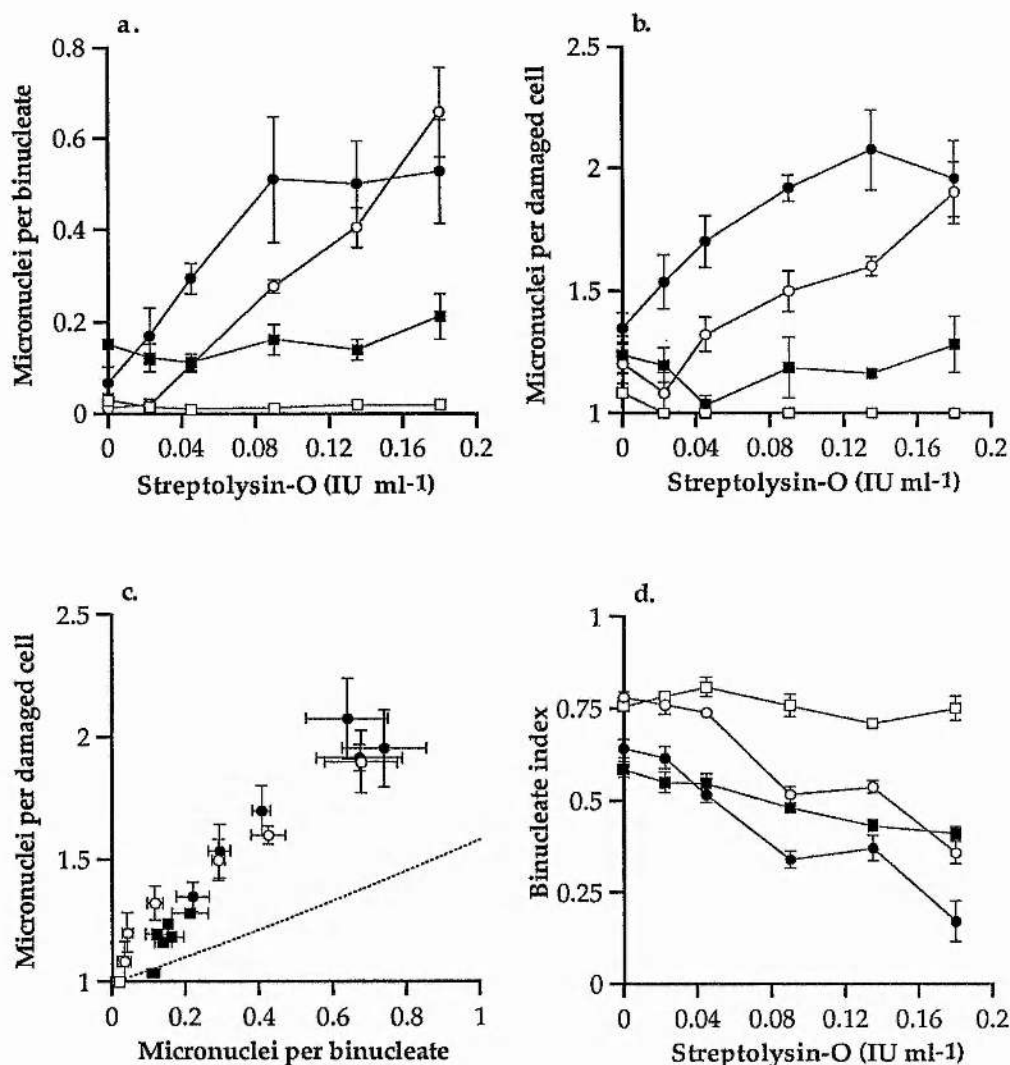 a.
Micronuclei per binucleate
0.8
0.6
0.4
0.2
0
0 0.04 0.08 0.12 0.16 0.2
Streptolysin-O (IU ml-1)
b.
Micronuclei per damaged cell
2.5
2
1.5
1
0 0.04 0.08 0.12 0.16 0.2
Streptolysin-O (IU ml-1)
c.
Micronuclei per damaged cell
2.5
2
1.5
1
0 0.2 0.4 0.6 0.8 1
Micronuclei per binucleate
d.
Binucleate index
1
0.75
0.5
0.25
0
0 0.04 0.08 0.12 0.16 0.2
Streptolysin-O (IU ml-1)